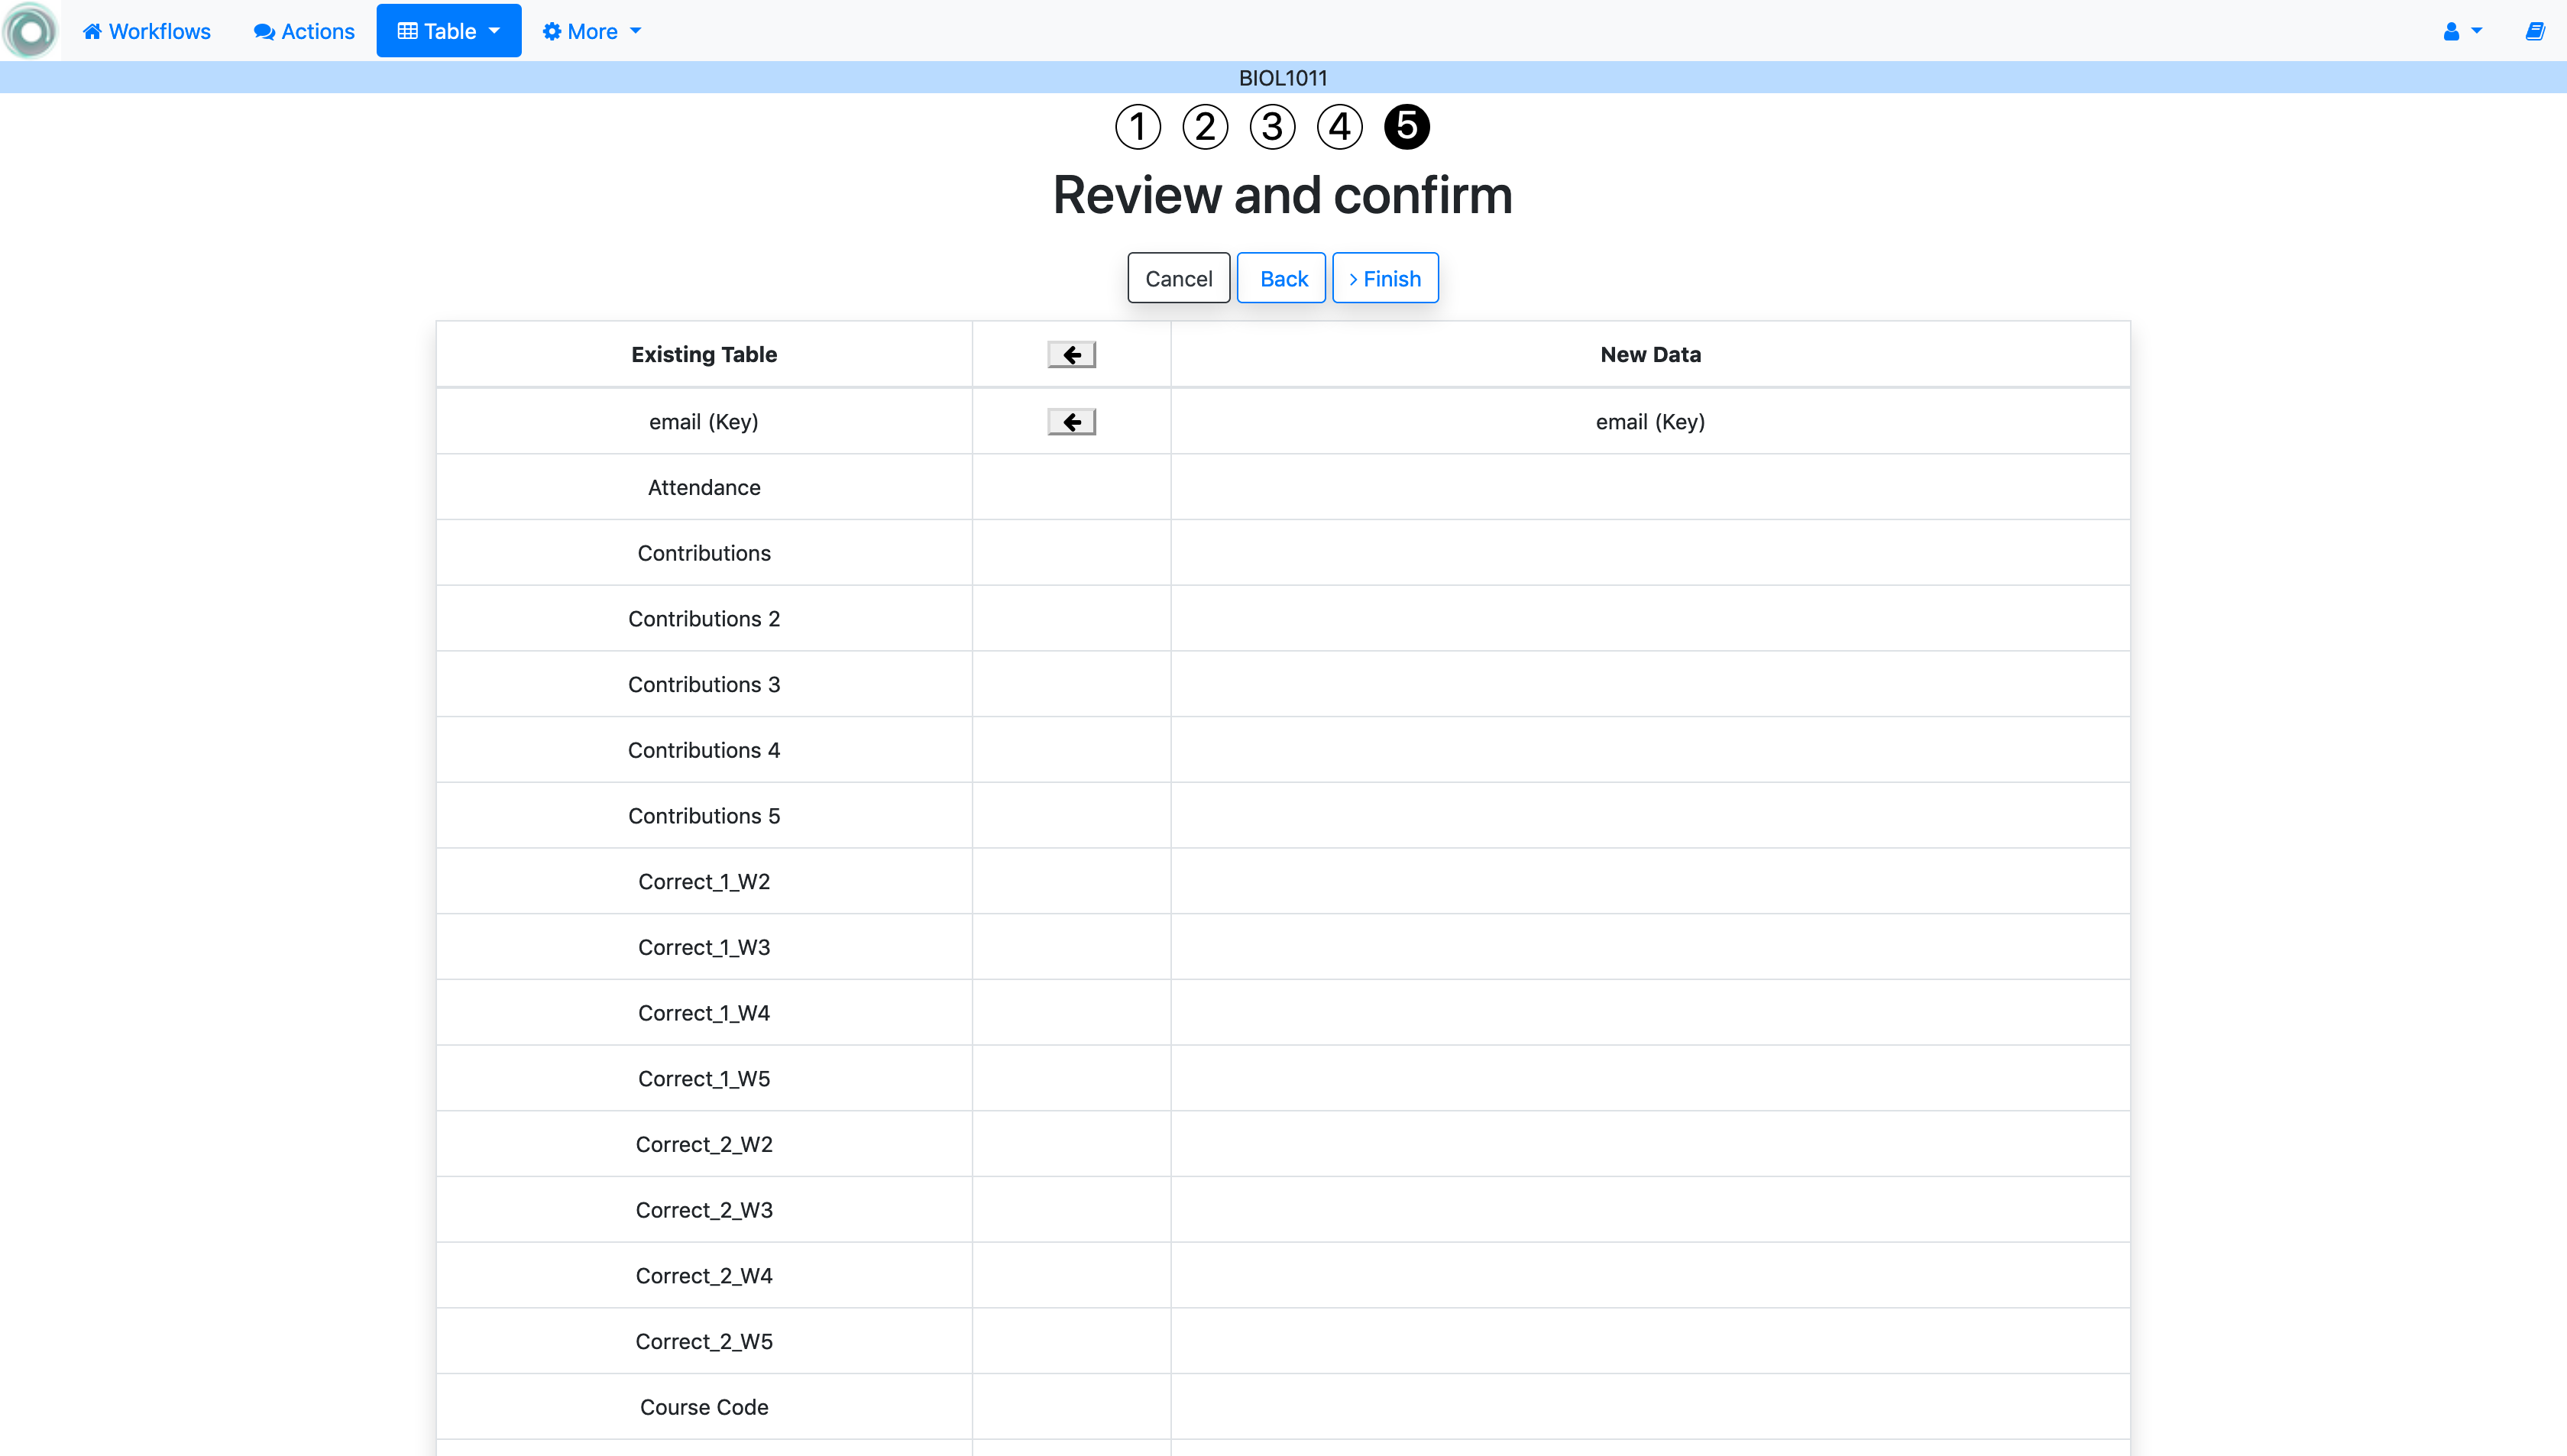 Workflows Actions Table More
BIOL1011
1 2 3 4 5
Review and confirm
Cancel Back > Finish
Existing Table New Data
email (Key) email (Key)
Attendance
Contributions
Contributions 2
Contributions 3
Contributions 4
Contributions 5
Correct_1_W2
Correct_1_W3
Correct_1_W4
Correct_1_W5
Correct_2_W2
Correct_2_W3
Correct_2_W4
Correct_2_W5
Course Code